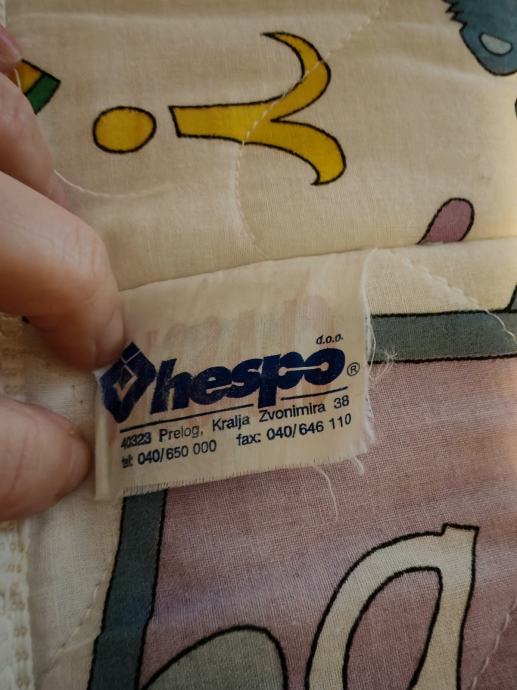 d.o.o.
hespo®
40323 Prelog, Kralja Zvonimira 38
tel: 040/650 000 fax: 040/646 110